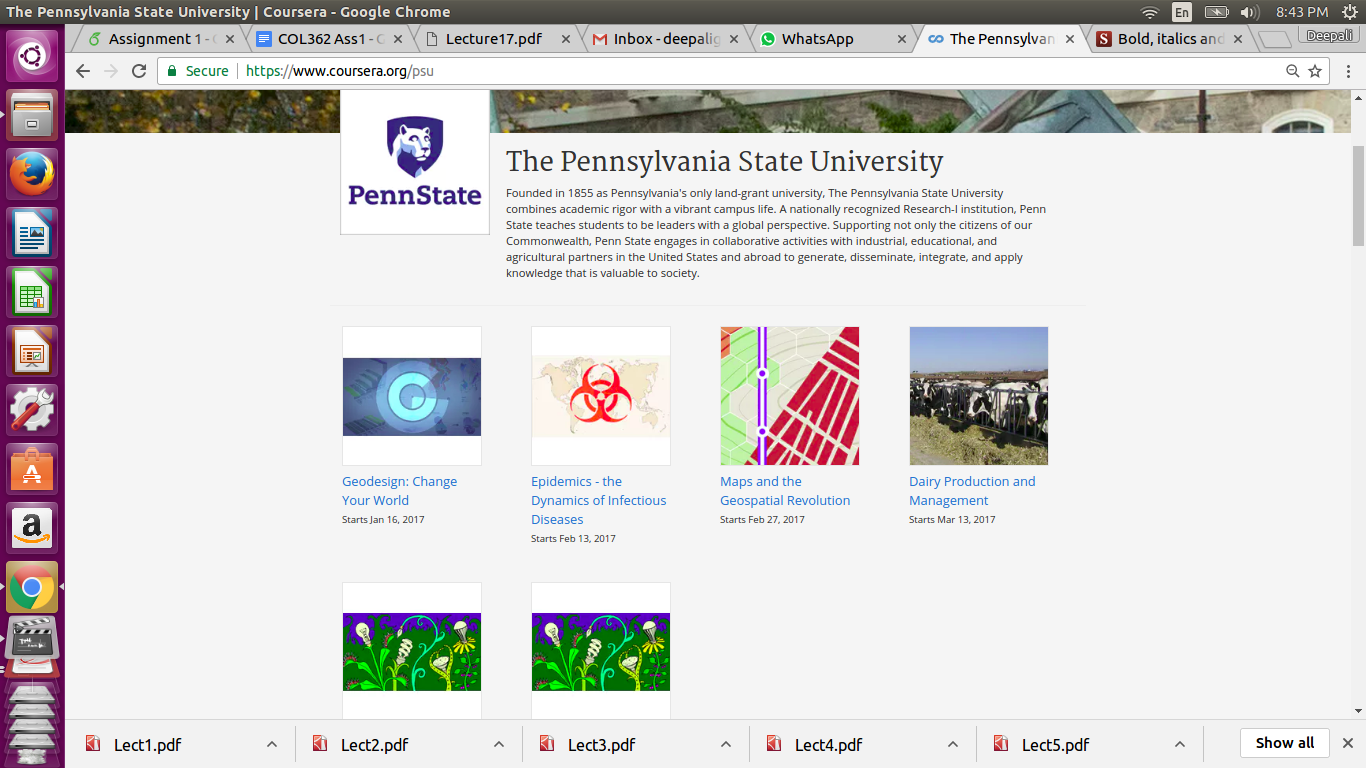 The Pennsylvania State University | Coursera - Google Chrome
En
8:43 PM
Assignment 1 -
COL362 Ass1 -
Lecture17.pdf
Inbox - deepalig
WhatsApp
The Pennsylvan
Bold, italics and
Deepali
Secure
https://www.coursera.org/psu
PennState
The Pennsylvania State University
Founded in 1855 as Pennsylvania's only land-grant university, The Pennsylvania State University
combines academic rigor with a vibrant campus life. A nationally recognized Research-I institution, Penn
State teaches students to be leaders with a global perspective. Supporting not only the citizens of our
Commonwealth, Penn State engages in collaborative activities with industrial, educational, and
agricultural partners in the United States and abroad to generate, disseminate, integrate, and apply
knowledge that is valuable to society.
Geodesign: Change
Your World
Starts Jan 16, 2017
Epidemics - the
Dynamics of Infectious
Diseases
Starts Feb 13, 2017
Maps and the
Geospatial Revolution
Starts Feb 27, 2017
Dairy Production and
Management
Starts Mar 13, 2017
Lect1.pdf
Lect2.pdf
Lect3.pdf
Lect4.pdf
Lect5.pdf
Show all